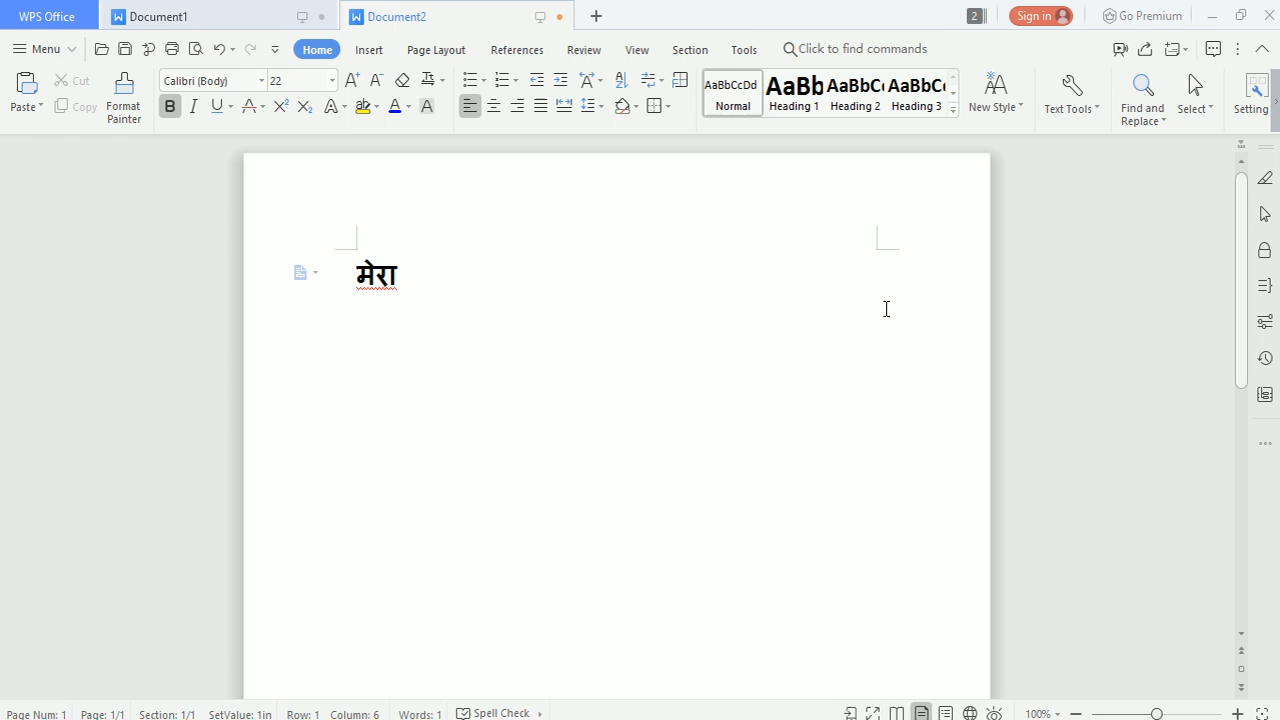 WPS Office Document1 Document2 2 Sign in Go Premium
Menu Home Insert Page Layout References Review View Section Tools Click to find commands
Paste Cut Copy Format Painter Calibri (Body) 22 AaBbCcDd Normal AaBb Heading 1 AaBbC Heading 2 AaBbC Heading 3 New Style Text Tools Find and Replace Select Setting
मेरा
Page Num: 1 Page: 1/1 Section: 1/1 SetValue: 1in Row: 1 Column: 6 Words: 1 Spell Check 100%